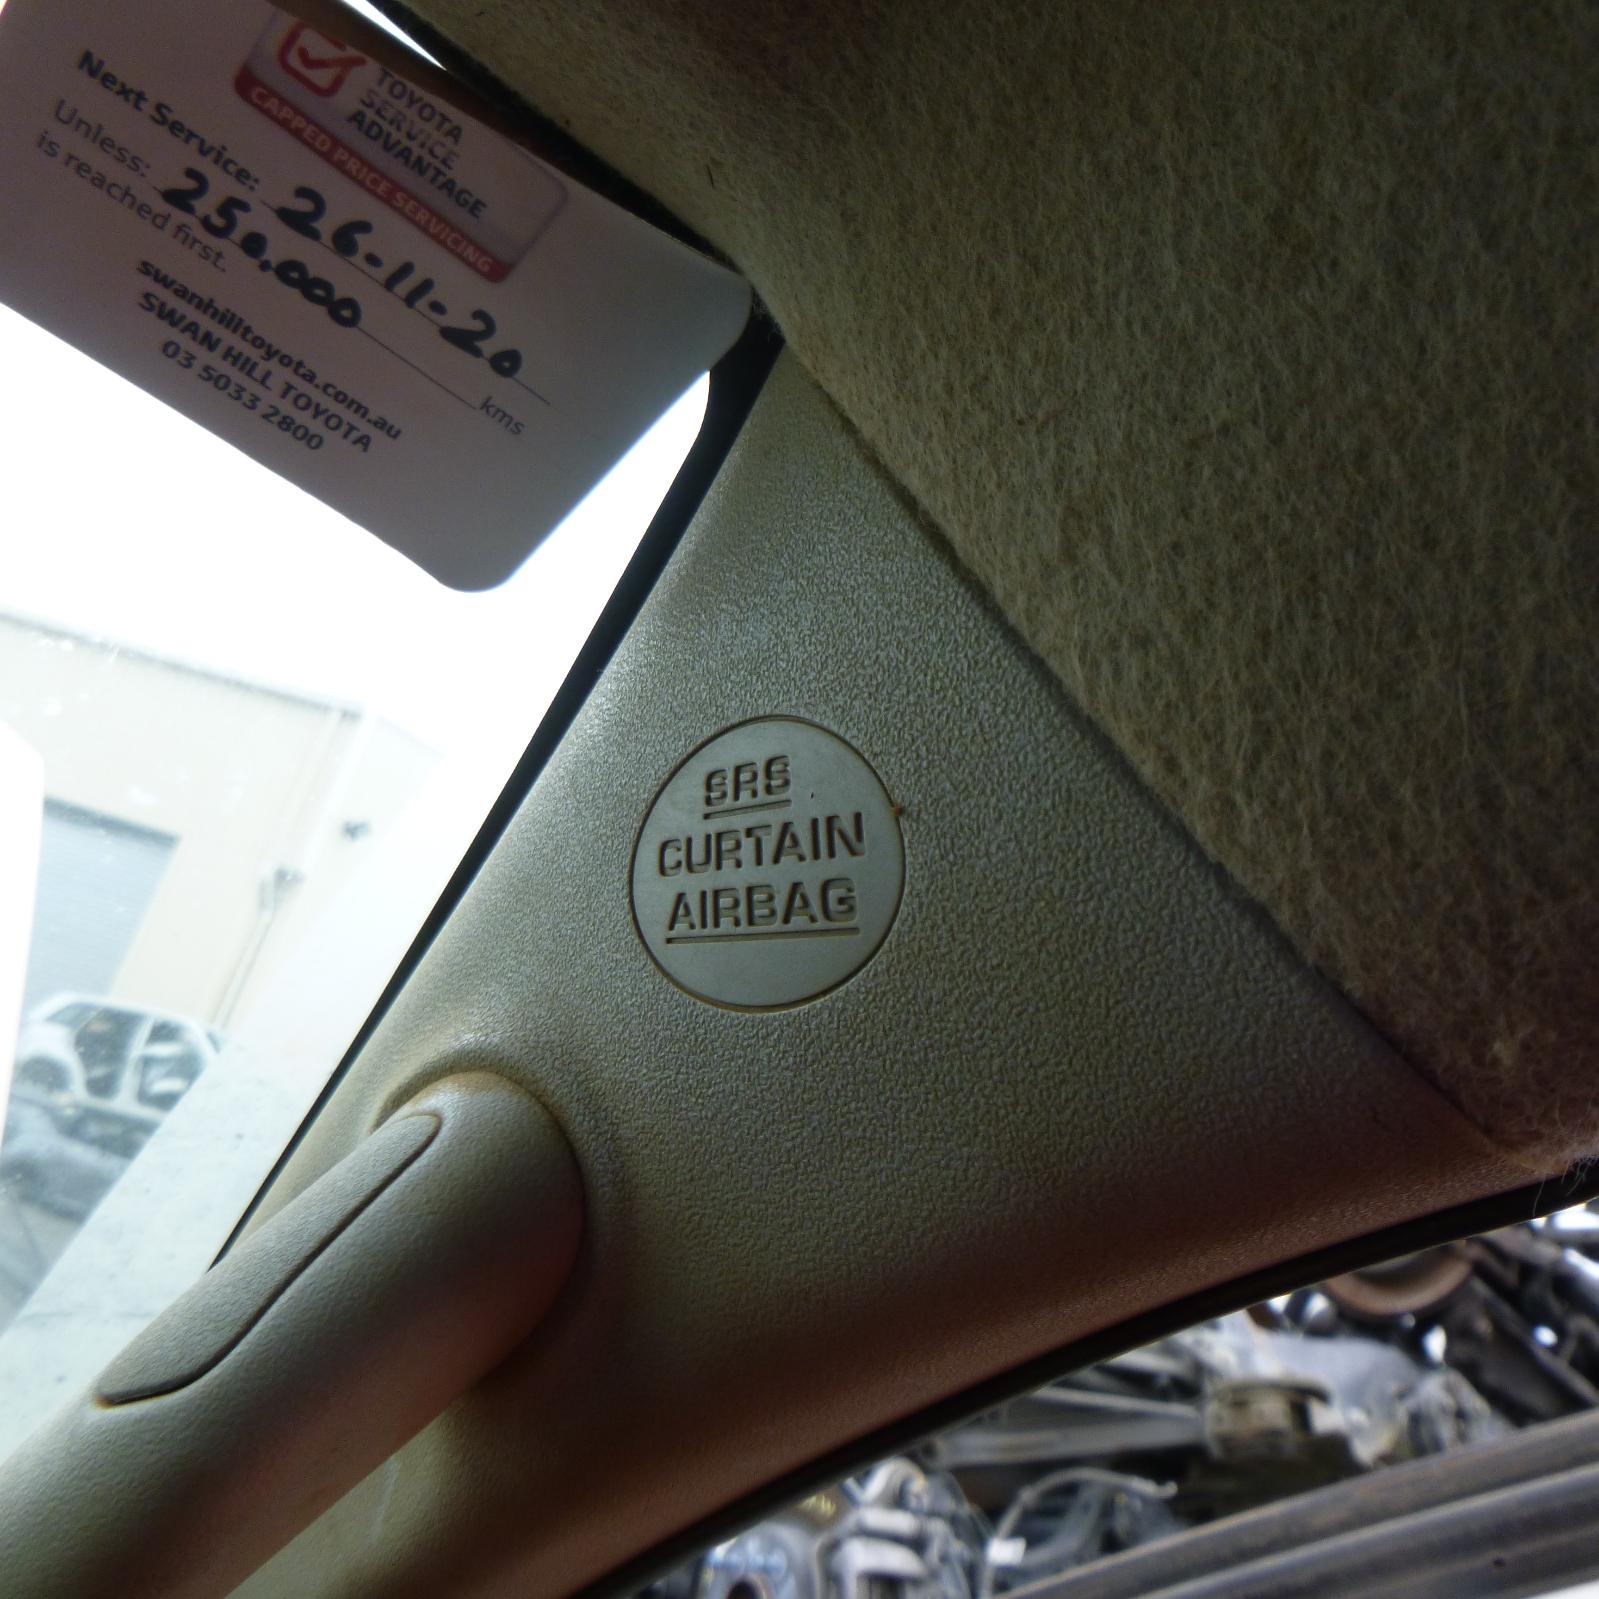 TOYOTA
SERVICE
ADVANTAGE
CAPPED PRICE SERVICING
Next Service: 26-11-20
Unless: 250,000 kms
is reached first.
swanhilltoyota.com.au
SWAN HILL TOYOTA
03 5033 2800
SRS
CURTAIN
AIRBAG